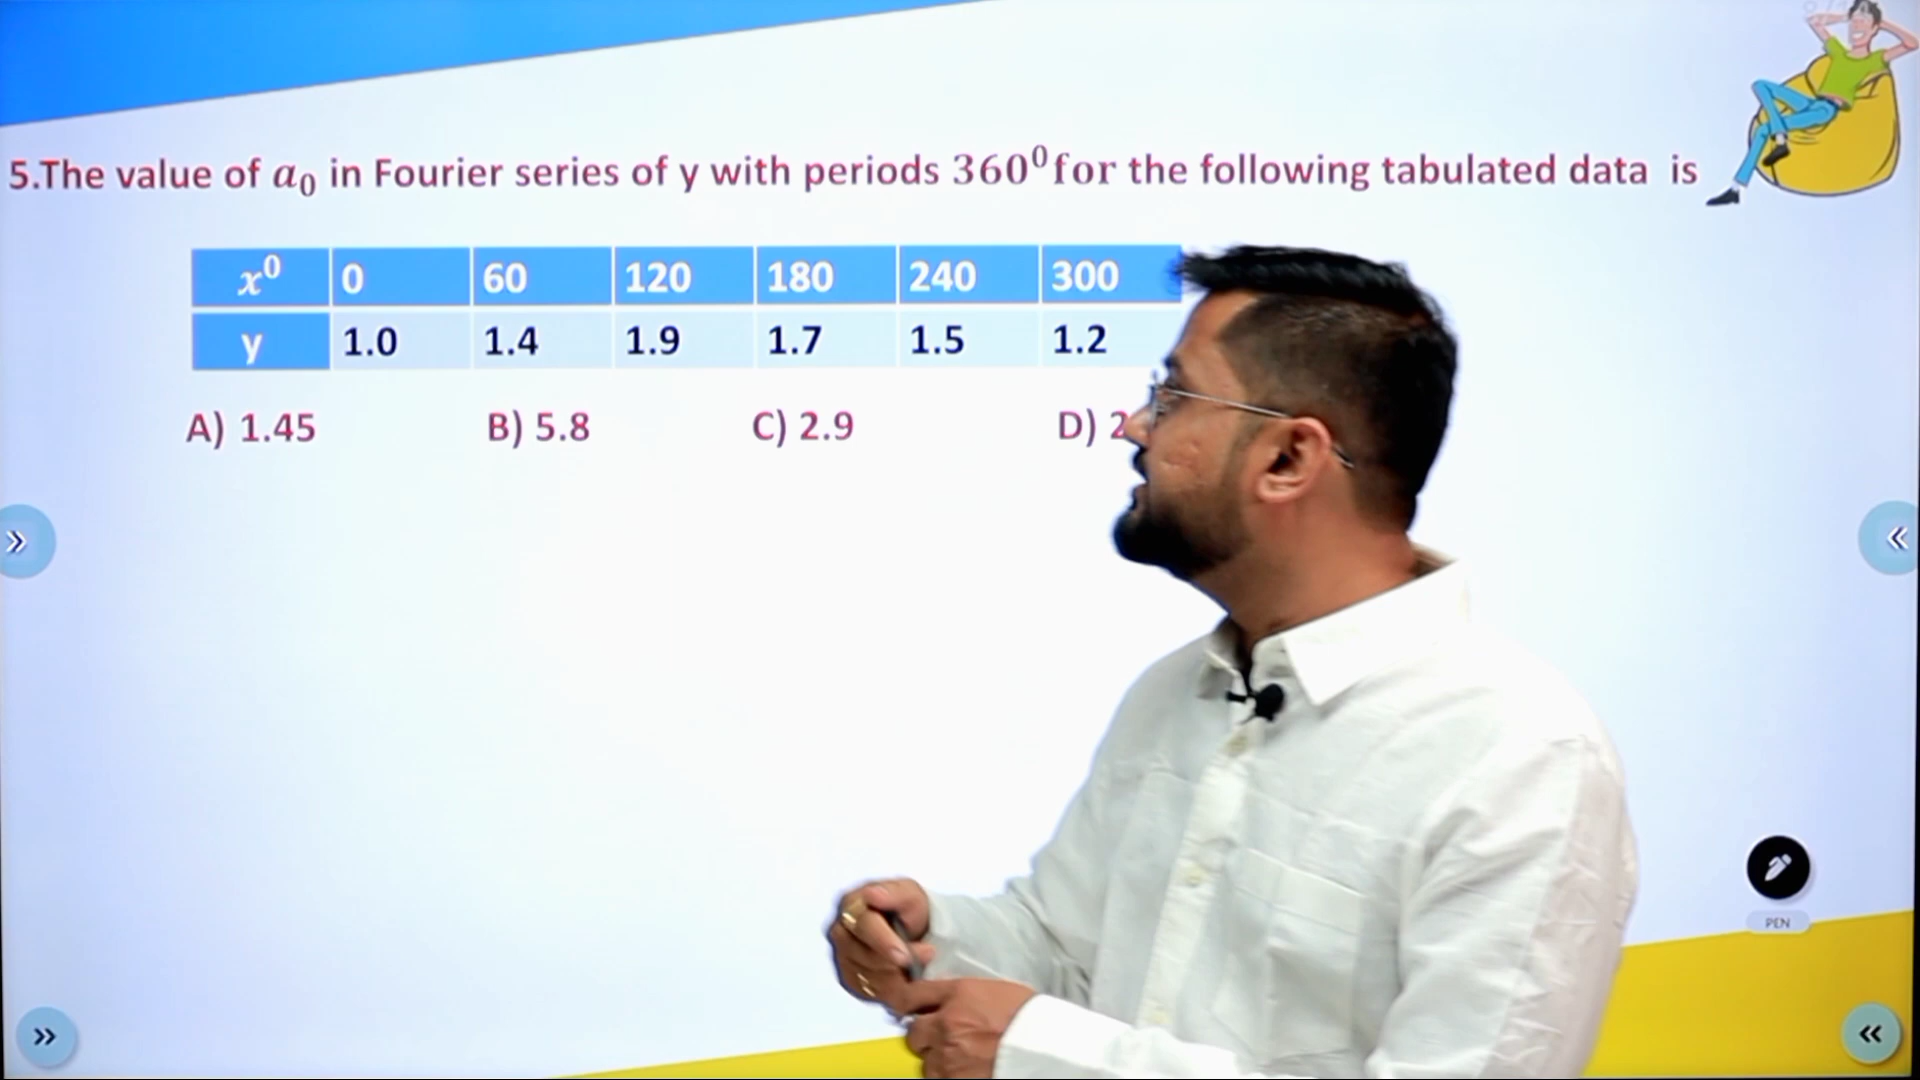 5.The value of a₀ in Fourier series of y with periods 360⁰ for the following tabulated data is
x⁰ 0 60 120 180 240 300
y 1.0 1.4 1.9 1.7 1.5 1.2
A) 1.45 B) 5.8 C) 2.9 D)
PEN